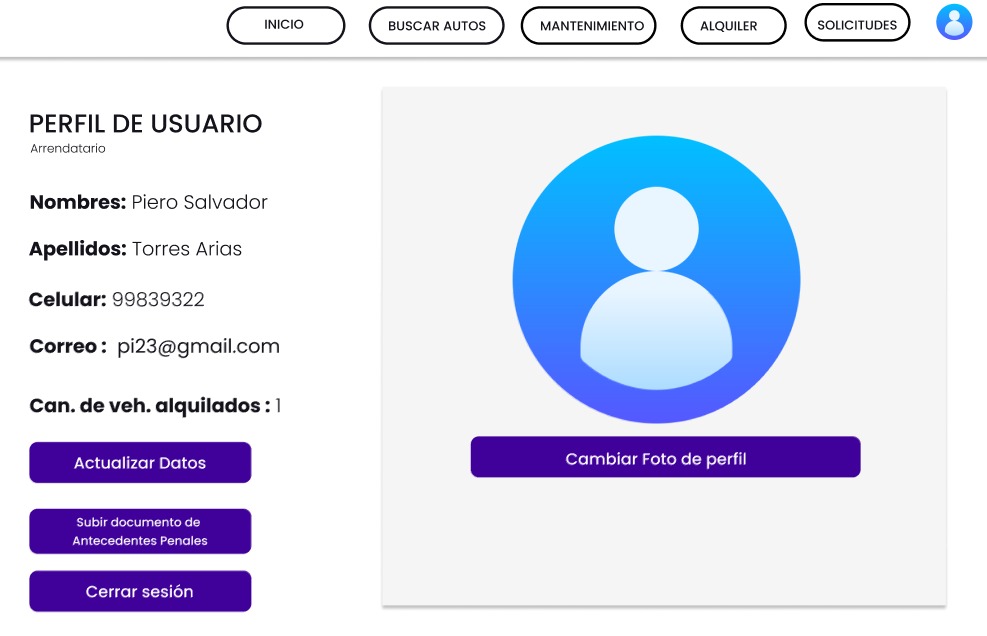 INICIO
BUSCAR AUTOS
MANTENIMIENTO
ALQUILER
SOLICITUDES
PERFIL DE USUARIO
Arrendatario
Nombres: Piero Salvador
Apellidos: Torres Arias
Celular: 99839322
Correo : pi23@gmail.com
Can. de veh. alquilados : 1
Actualizar Datos
Subir documento de
Antecedentes Penales
Cerrar sesión
Cambiar Foto de perfil